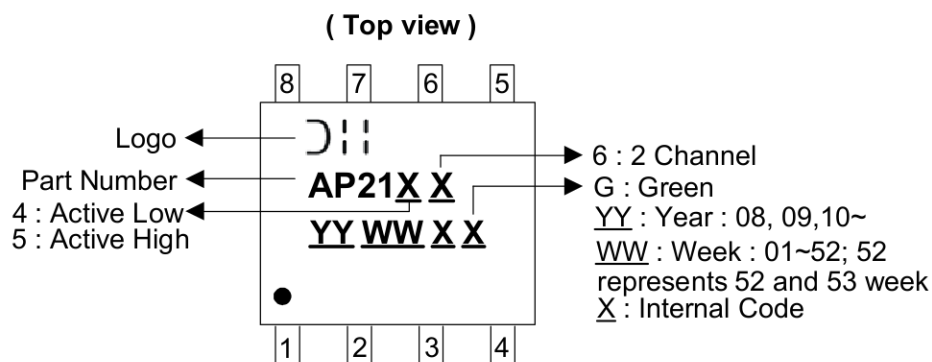 ( Top view )
8 7 6 5
Logo
Part Number
4 : Active Low
5 : Active High
AP21X X
YY WW X X
6 : 2 Channel
G : Green
YY : Year : 08, 09,10~
WW : Week : 01~52; 52
represents 52 and 53 week
X : Internal Code
1 2 3 4